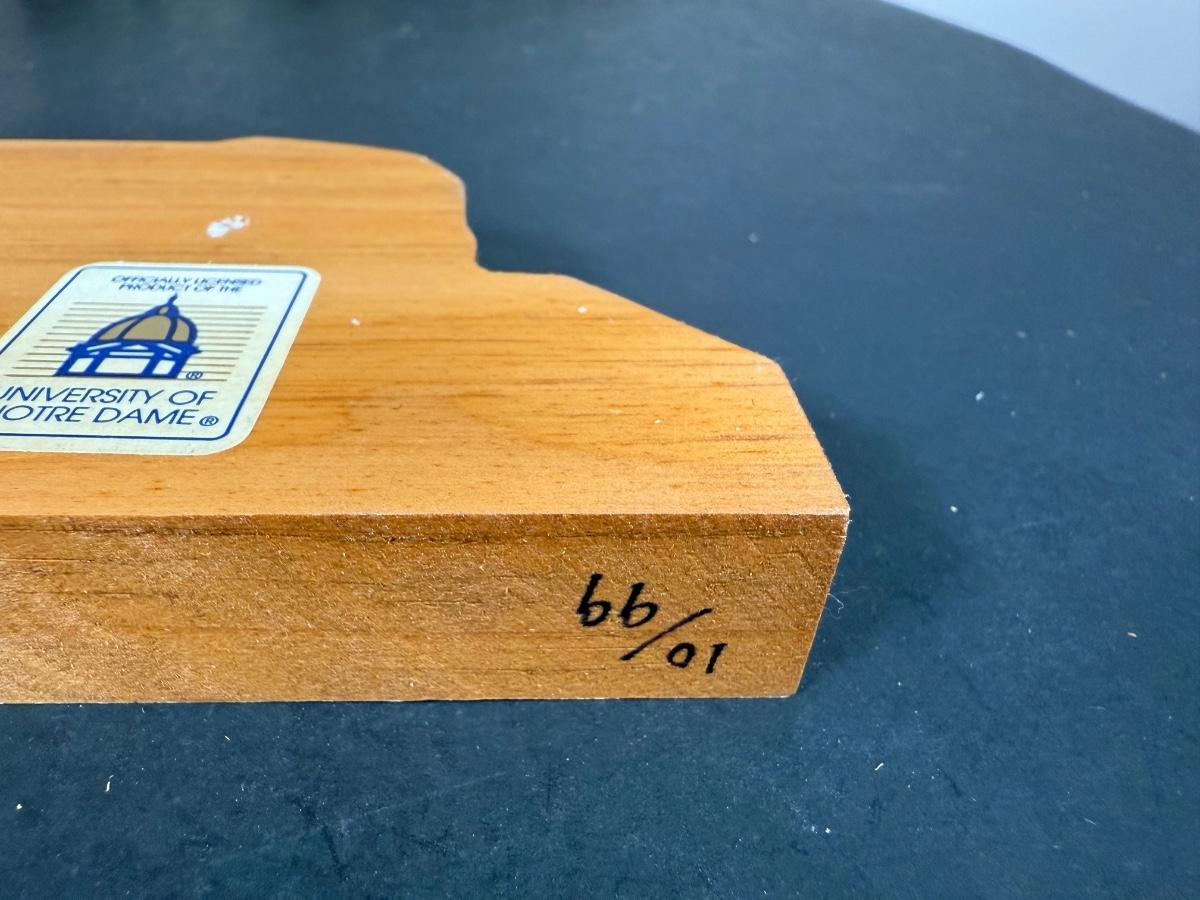 OFFICIALLY LICENSED
PRODUCT OF THE
®
UNIVERSITY OF
NOTRE DAME®
10/99